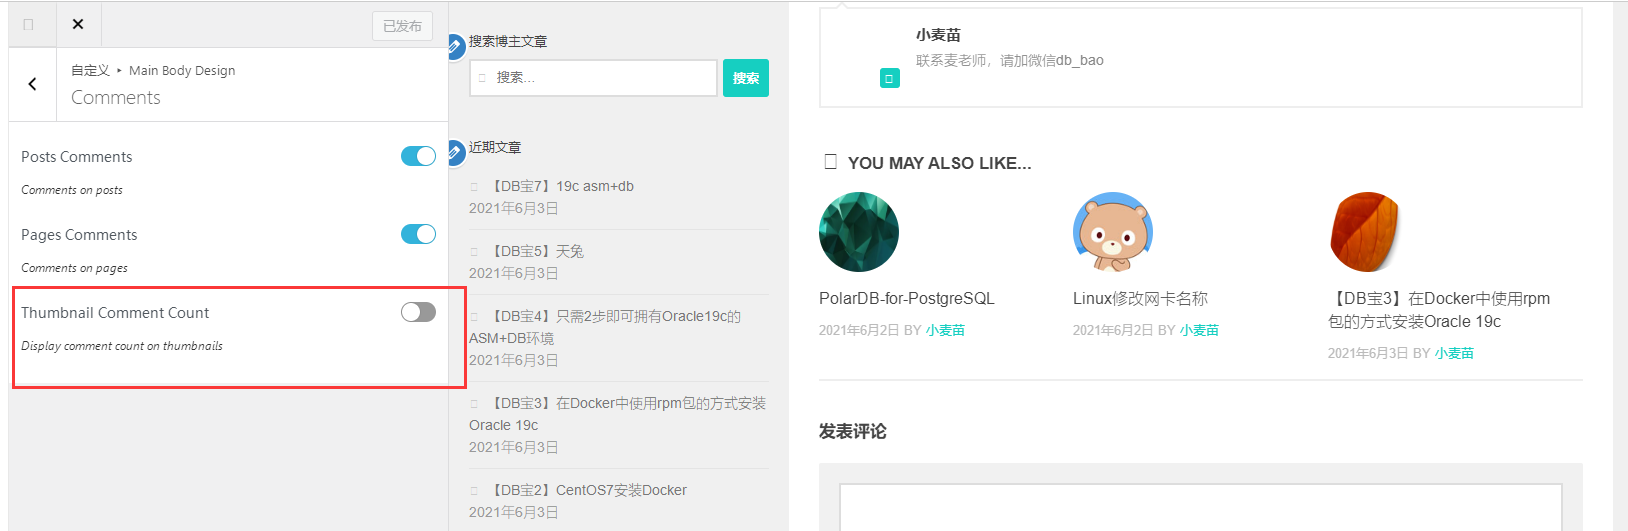 已发布
自定义 ▸ Main Body Design
Comments
Posts Comments
Comments on posts
Pages Comments
Comments on pages
Thumbnail Comment Count
Display comment count on thumbnails
搜索博主文章
搜索…
搜索
近期文章
【DB宝7】19c asm+db
2021年6月3日
【DB宝5】天兔
2021年6月3日
【DB宝4】只需2步即可拥有Oracle19c的
ASM+DB环境
2021年6月3日
【DB宝3】在Docker中使用rpm包的方式安装
Oracle 19c
2021年6月3日
【DB宝2】CentOS7安装Docker
2021年6月3日
小麦苗
联系麦老师，请加微信db_bao
YOU MAY ALSO LIKE...
PolarDB-for-PostgreSQL
2021年6月2日 BY 小麦苗
Linux修改网卡名称
2021年6月2日 BY 小麦苗
【DB宝3】在Docker中使用rpm
包的方式安装Oracle 19c
2021年6月3日 BY 小麦苗
发表评论